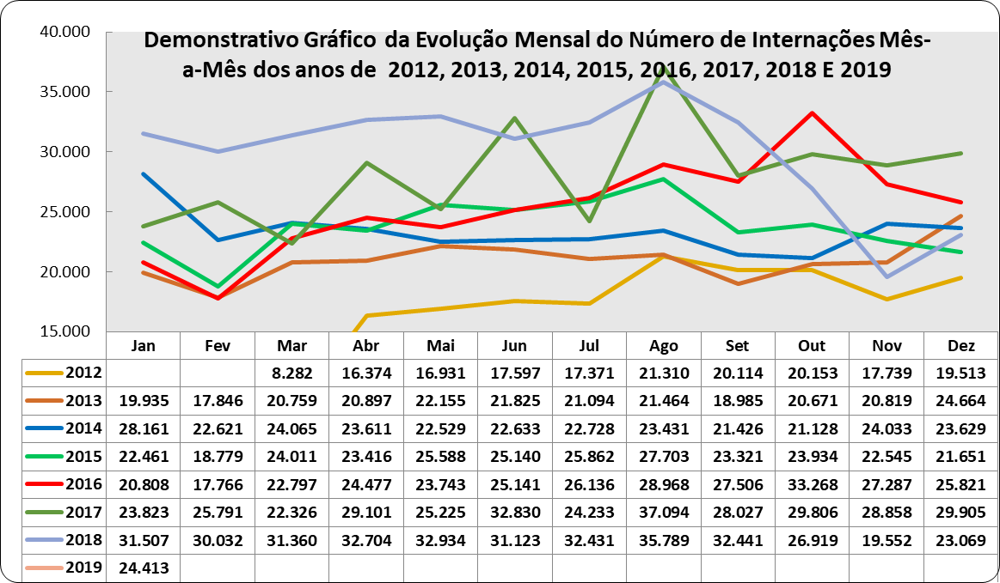 Demonstrativo Gráfico da Evolução Mensal do Número de Internações Mês-
a-Mês dos anos de 2012, 2013, 2014, 2015, 2016, 2017, 2018 E 2019
40.000
35.000
30.000
25.000
20.000
15.000
Jan Fev Mar Abr Mai Jun Jul Ago Set Out Nov Dez
2012 8.282 16.374 16.931 17.597 17.371 21.310 20.114 20.153 17.739 19.513
2013 19.935 17.846 20.759 20.897 22.155 21.825 21.094 21.464 18.985 20.671 20.819 24.664
2014 28.161 22.621 24.065 23.611 22.529 22.633 22.728 23.431 21.426 21.128 24.033 23.629
2015 22.461 18.779 24.011 23.416 25.588 25.140 25.862 27.703 23.321 23.934 22.545 21.651
2016 20.808 17.766 22.797 24.477 23.743 25.141 26.136 28.968 27.506 33.268 27.287 25.821
2017 23.823 25.791 22.326 29.101 25.225 32.830 24.233 37.094 28.027 29.806 28.858 29.905
2018 31.507 30.032 31.360 32.704 32.934 31.123 32.431 35.789 32.441 26.919 19.552 23.069
2019 24.413